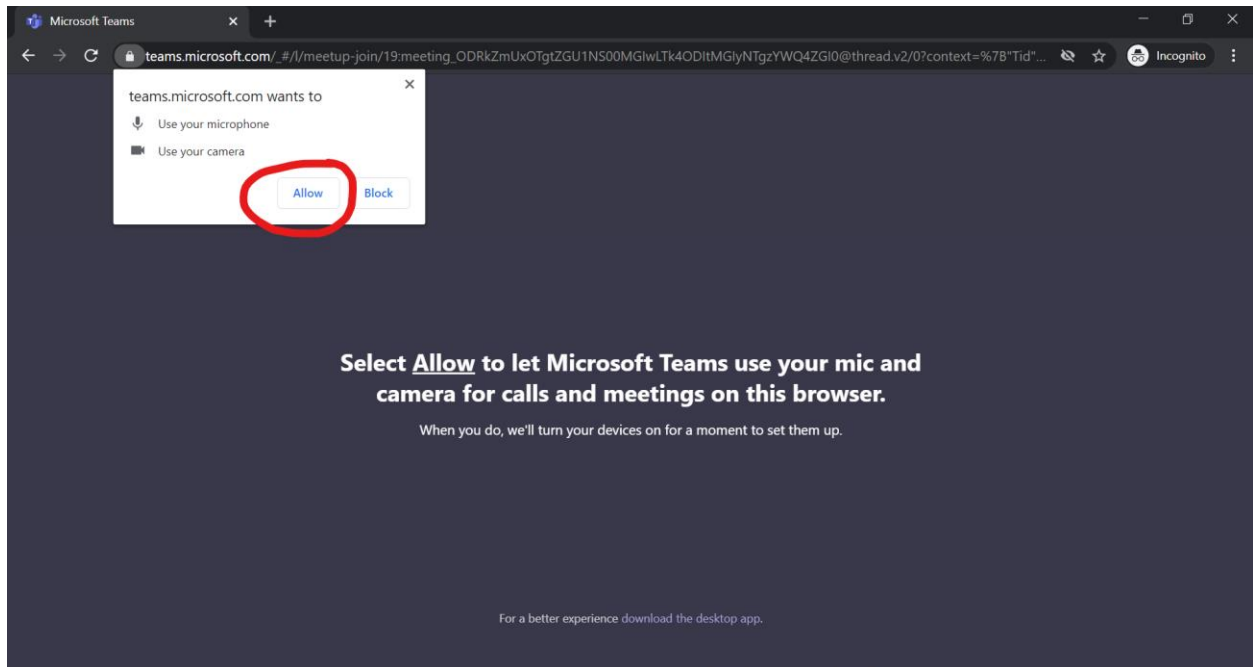 Microsoft Teams
teams.microsoft.com/_#/l/meetup-join/19:meeting_ODRkZmUxOTgtZGU1NS00MGIwLTk4ODItMGIyNTgzYWQ4ZGI0@thread.v2/0?context=%7B"Tid"...
Incognito
teams.microsoft.com wants to
Use your microphone
Use your camera
Allow
Block
Select Allow to let Microsoft Teams use your mic and
camera for calls and meetings on this browser.
When you do, we'll turn your devices on for a moment to set them up.
For a better experience download the desktop app.